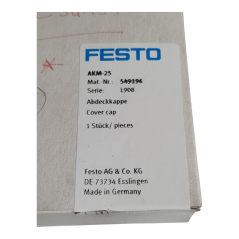 FESTO
AKM-25
Mat. Nr.: 549196
Serie: L908
Abdeckkappe
Cover cap
1 Stück/ pieces
Festo AG & Co. KG
DE 73734 Esslingen
Made in Germany